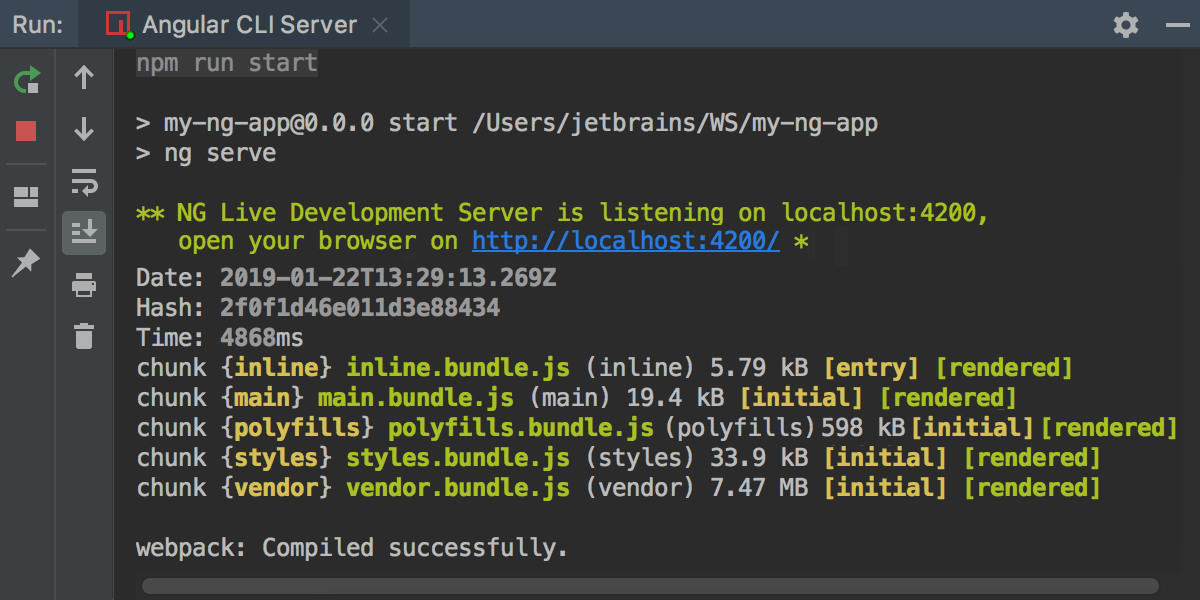 Run: Angular CLI Server
npm run start
> my-ng-app@0.0.0 start /Users/jetbrains/WS/my-ng-app
> ng serve
** NG Live Development Server is listening on localhost:4200,
open your browser on http://localhost:4200/ *
Date: 2019-01-22T13:29:13.269Z
Hash: 2f0f1d46e011d3e88434
Time: 4868ms
chunk {inline} inline.bundle.js (inline) 5.79 kB [entry] [rendered]
chunk {main} main.bundle.js (main) 19.4 kB [initial] [rendered]
chunk {polyfills} polyfills.bundle.js (polyfills) 598 kB [initial] [rendered]
chunk {styles} styles.bundle.js (styles) 33.9 kB [initial] [rendered]
chunk {vendor} vendor.bundle.js (vendor) 7.47 MB [initial] [rendered]
webpack: Compiled successfully.